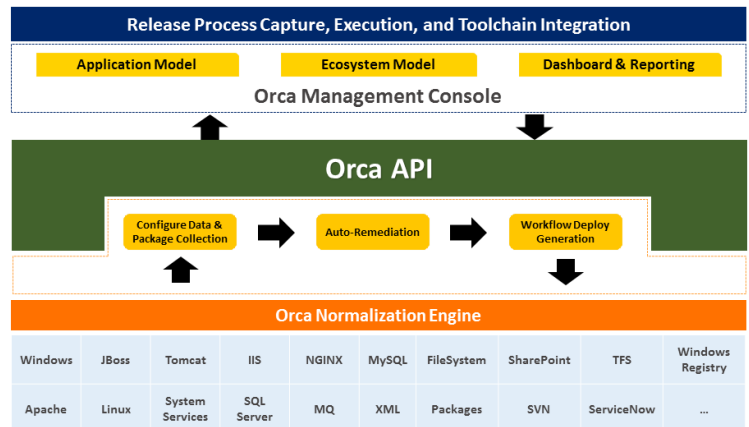 Release Process Capture, Execution, and Toolchain Integration
Application Model
Ecosystem Model
Dashboard & Reporting
Orca Management Console
Orca API
Configure Data &
Package Collection
Auto-Remediation
Workflow Deploy
Generation
Orca Normalization Engine
Windows
JBoss
Tomcat
IIS
NGINX
MySQL
FileSystem
SharePoint
TFS
Windows
Registry
Apache
Linux
System
Services
SQL
Server
MQ
XML
Packages
SVN
ServiceNow
...